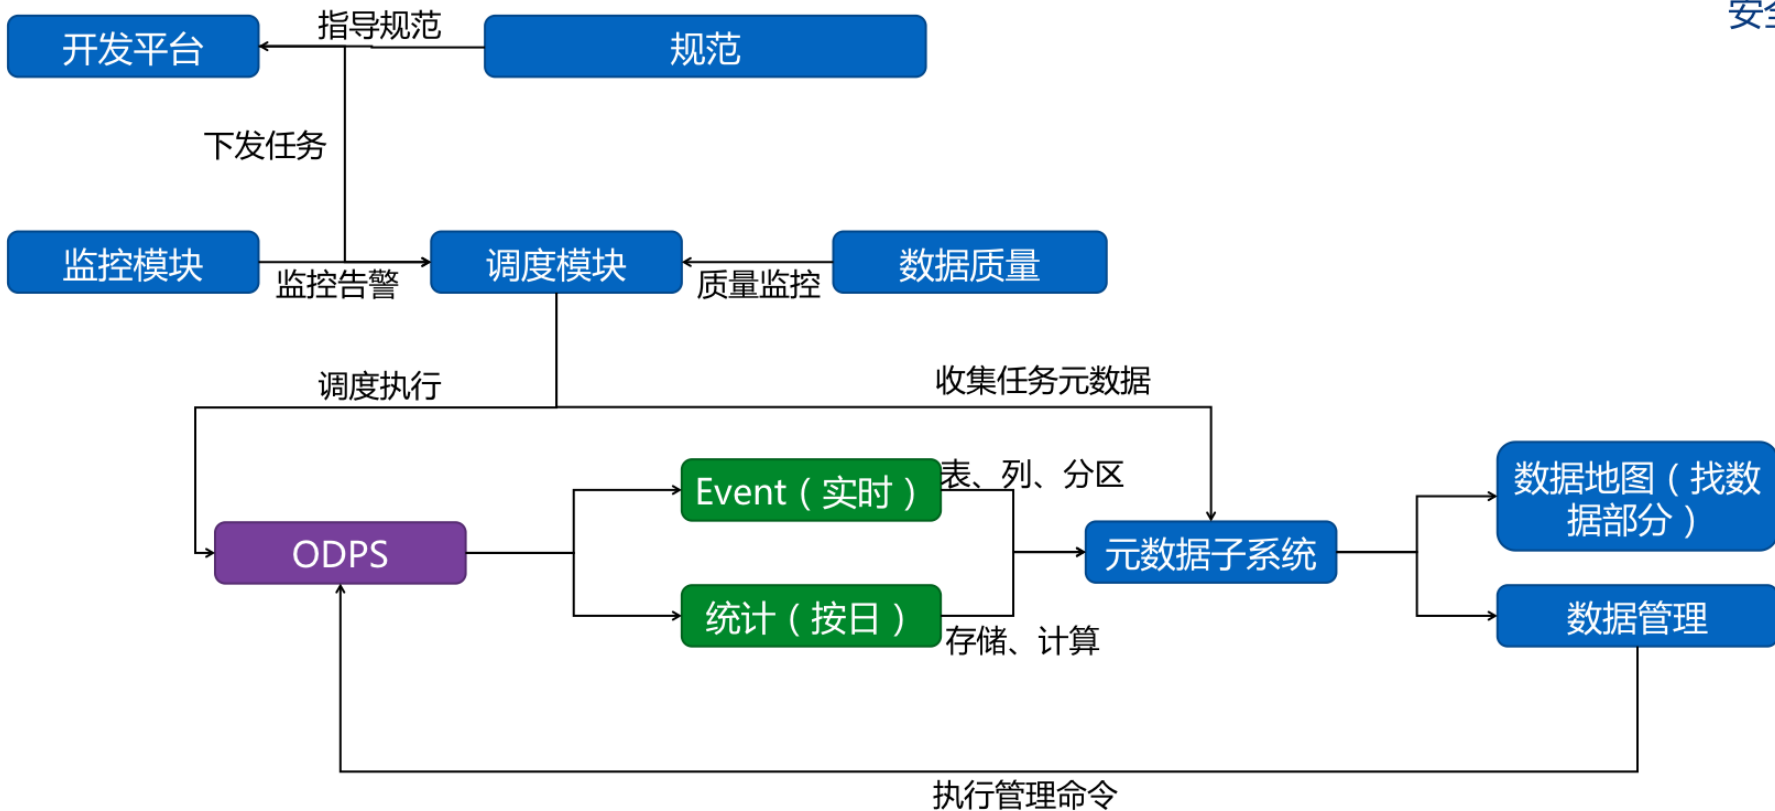 安全
开发平台
指导规范
规范
下发任务
监控模块
监控告警
调度模块
质量监控
数据质量
调度执行
收集任务元数据
Event（实时）
表、列、分区
ODPS
元数据子系统
数据地图（找数
据部分）
统计（按日）
存储、计算
数据管理
执行管理命令